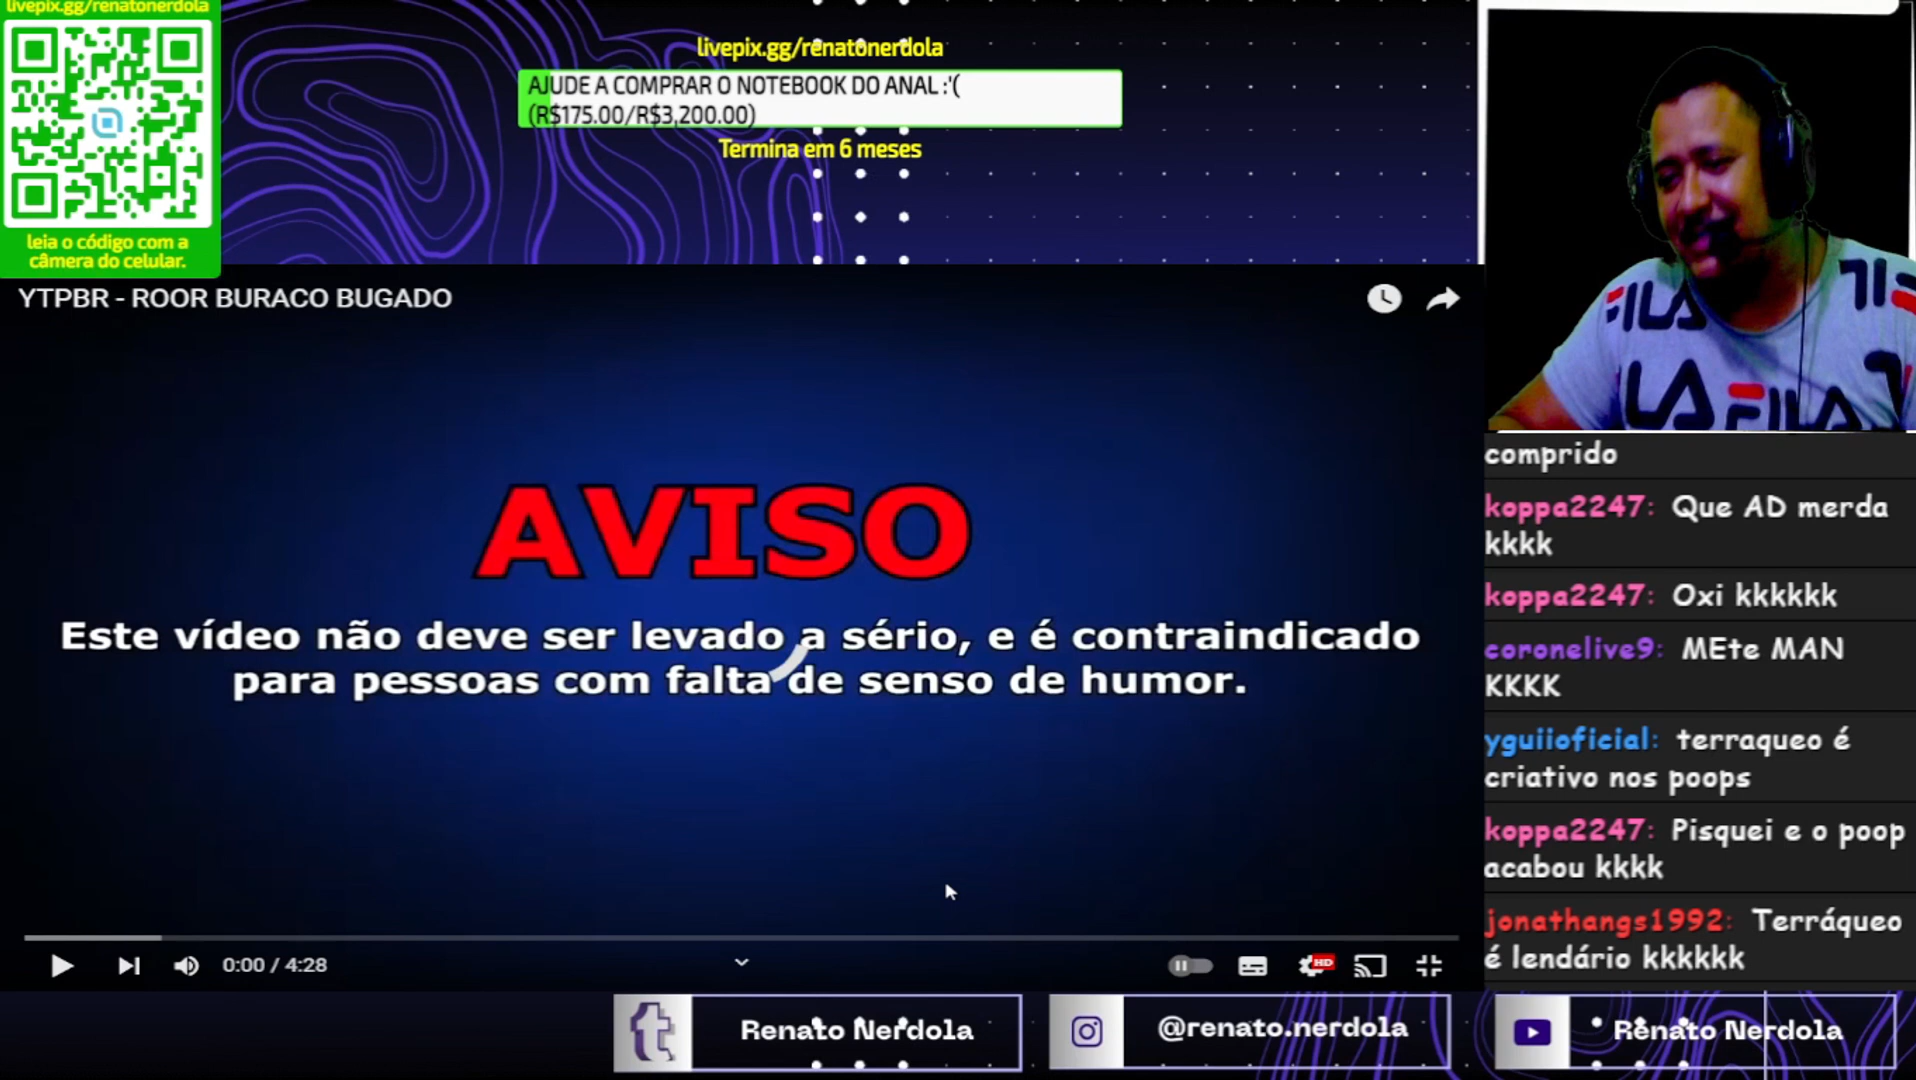 livepix.gg/renatonerdola
leia o código com a
câmera do celular.
livepix.gg/renatonerdola
AJUDE A COMPRAR O NOTEBOOK DO ANAL :'(
(R$175.00/R$3,200.00)
Termina em 6 meses
YTPBR - ROOR BURACO BUGADO
AVISO
Este vídeo não deve ser levado a sério, e é contraindicado
para pessoas com falta de senso de humor.
0:00 / 4:28
HD
FILA
FILA
comprido
koppa2247: Que AD merda
kkkk
koppa2247: Oxi kkkkkk
coronelive9: MEte MAN
KKKK
yguiioficial: terraqueo é
criativo nos poops
koppa2247: Pisquei e o poop
acabou kkkk
jonathangs1992: Terráqueo
é lendário kkkkkk
Renato Nerdola
@renato.nerdola
Renato Nerdola